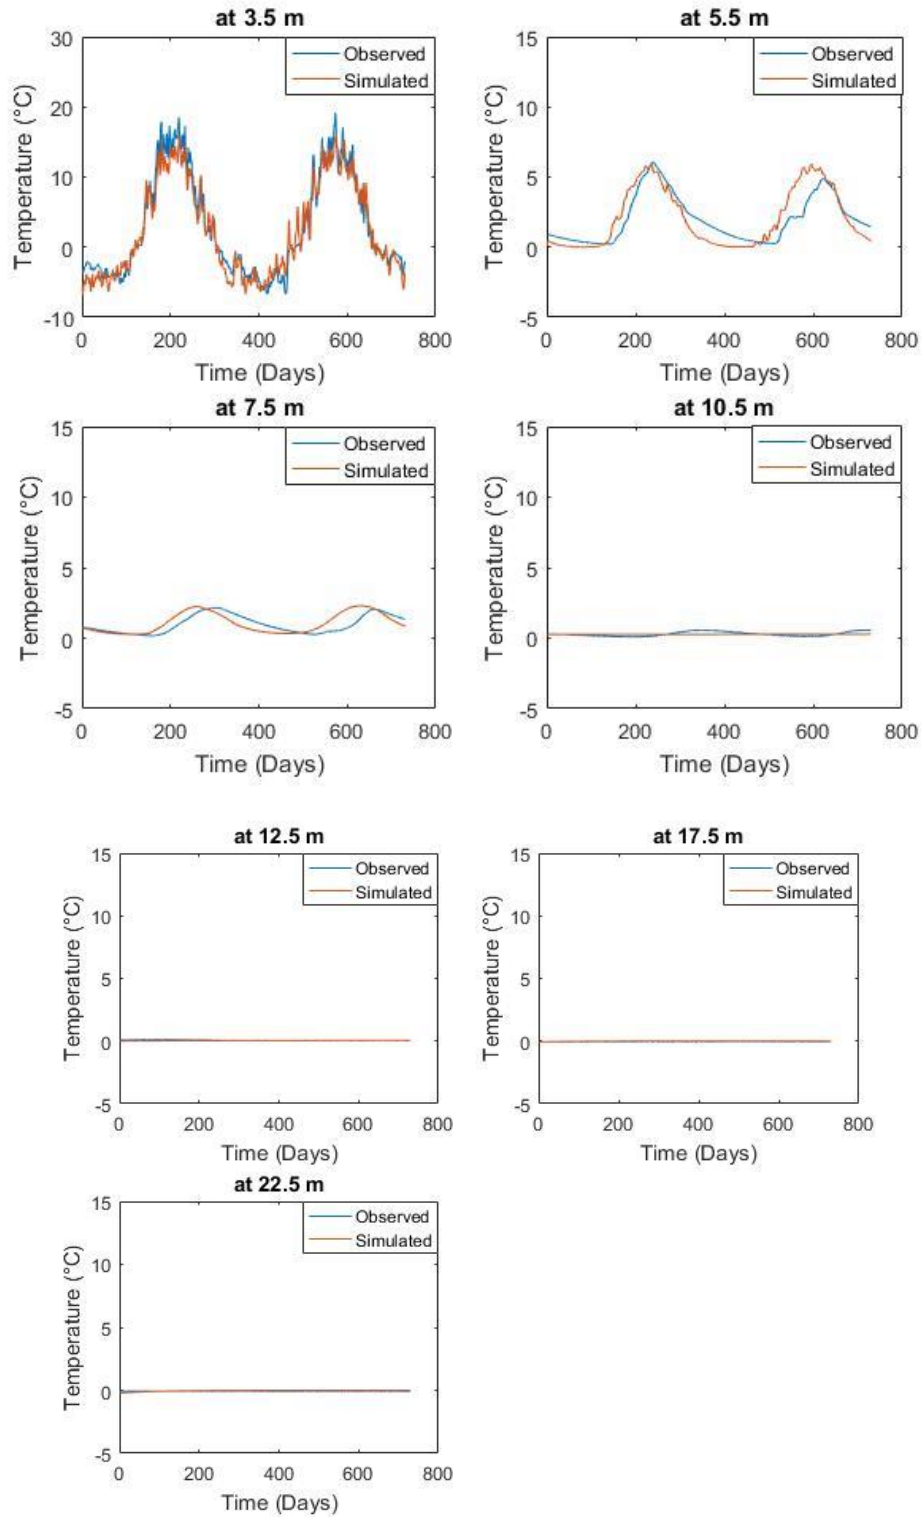 at 3.5 m
30
20
10
0
-10
Temperature (°C)
Observed
Simulated
0 200 400 600 800
Time (Days)
at 5.5 m
15
10
5
0
-5
Temperature (°C)
Observed
Simulated
0 200 400 600 800
Time (Days)
at 7.5 m
15
10
5
0
-5
Temperature (°C)
Observed
Simulated
0 200 400 600 800
Time (Days)
at 10.5 m
15
10
5
0
-5
Temperature (°C)
Observed
Simulated
0 200 400 600 800
Time (Days)
at 12.5 m
15
10
5
0
-5
Temperature (°C)
Observed
Simulated
0 200 400 600 800
Time (Days)
at 17.5 m
15
10
5
0
-5
Temperature (°C)
Observed
Simulated
0 200 400 600 800
Time (Days)
at 22.5 m
15
10
5
0
-5
Temperature (°C)
Observed
Simulated
0 200 400 600 800
Time (Days)